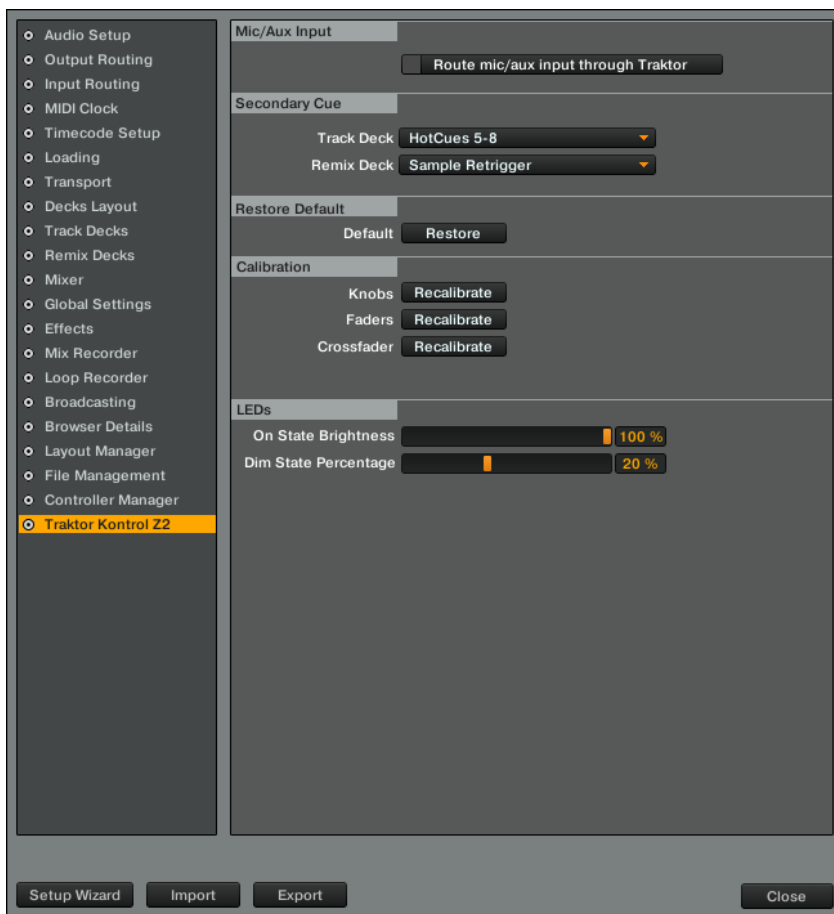 Audio Setup
Output Routing
Input Routing
MIDI Clock
Timecode Setup
Loading
Transport
Decks Layout
Track Decks
Remix Decks
Mixer
Global Settings
Effects
Mix Recorder
Loop Recorder
Broadcasting
Browser Details
Layout Manager
File Management
Controller Manager
Traktor Kontrol Z2
Mic/Aux Input
Route mic/aux input through Traktor
Secondary Cue
Track Deck HotCues 5-8
Remix Deck Sample Retrigger
Restore Default
Default Restore
Calibration
Knobs Recalibrate
Faders Recalibrate
Crossfader Recalibrate
LEDs
On State Brightness 100 %
Dim State Percentage 20 %
Setup Wizard Import Export Close